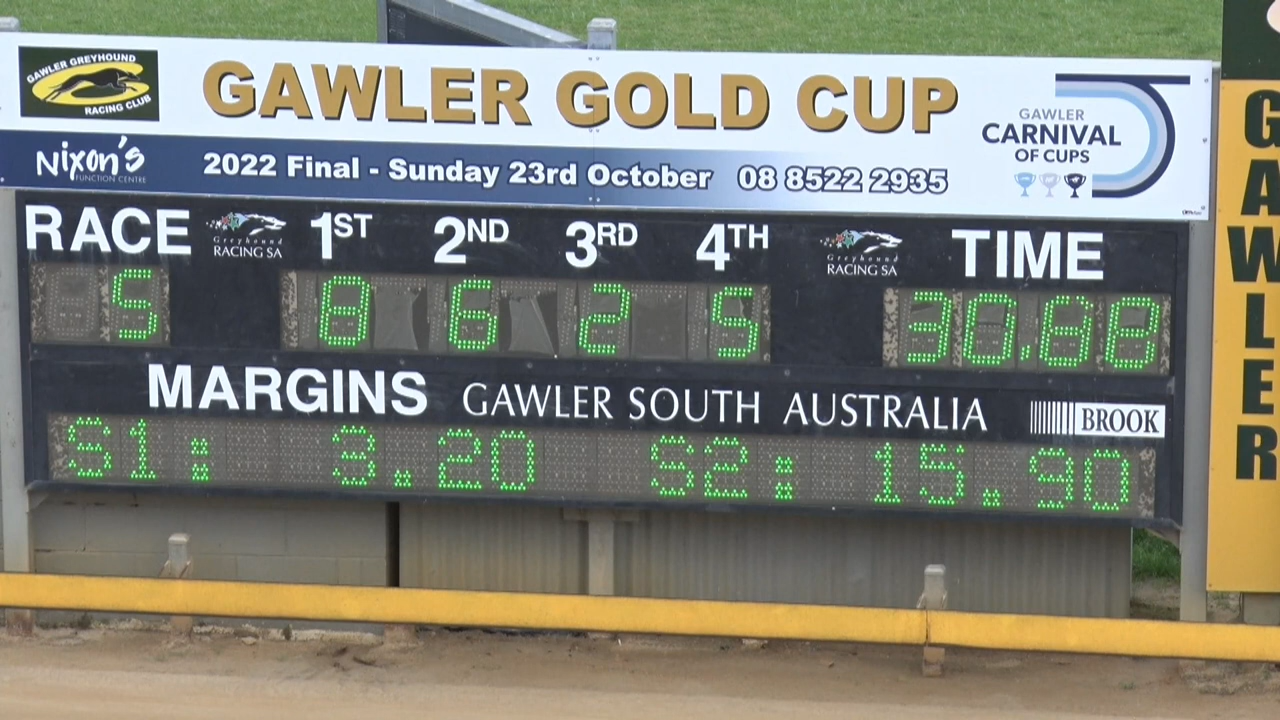 GAWLER GREYHOUND
RACING CLUB
GAWLER GOLD CUP
GAWLER
CARNIVAL
OF CUPS
Nixon's
FUNCTION CENTRE
2022 Final - Sunday 23rd October 08 8522 2935
RACE Greyhound RACING SA 1ST 2ND 3RD 4TH Greyhound RACING SA TIME
5 8 6 2 5 30.88
MARGINS GAWLER SOUTH AUSTRALIA BROOK
S1: 3.20 S2: 15.90
GAWLER